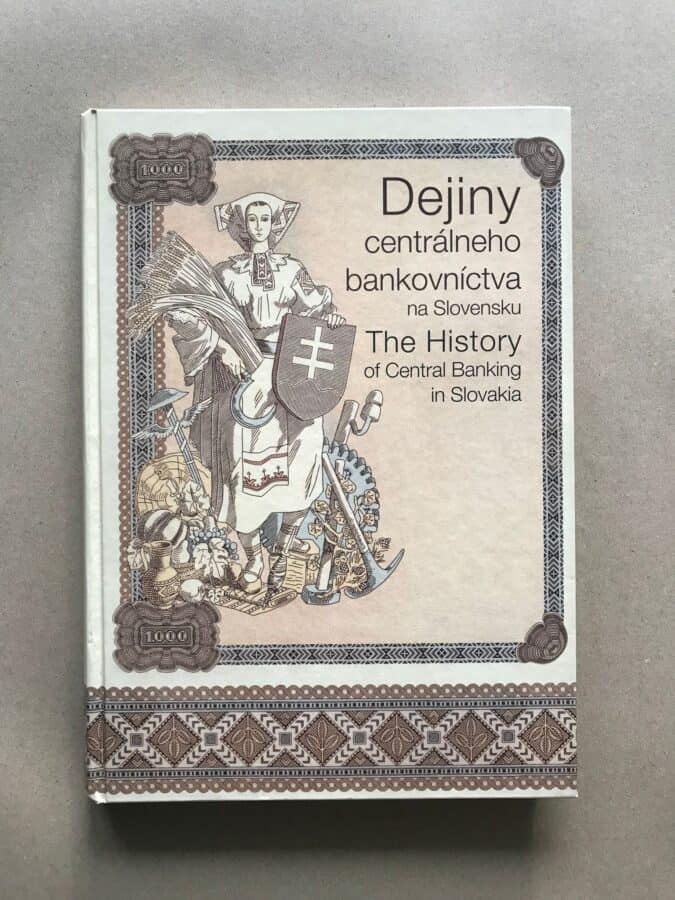 1000
Dejiny
centrálneho
bankovníctva
na Slovensku
The History
of Central Banking
in Slovakia
1000